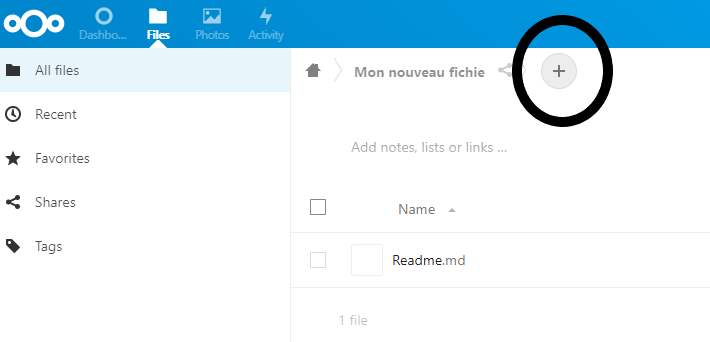 Dashbo...
Files
Photos
Activity
All files
Mon nouveau fichie
Recent
Add notes, lists or links ...
Favorites
Shares
Name
Tags
Readme.md
1 file